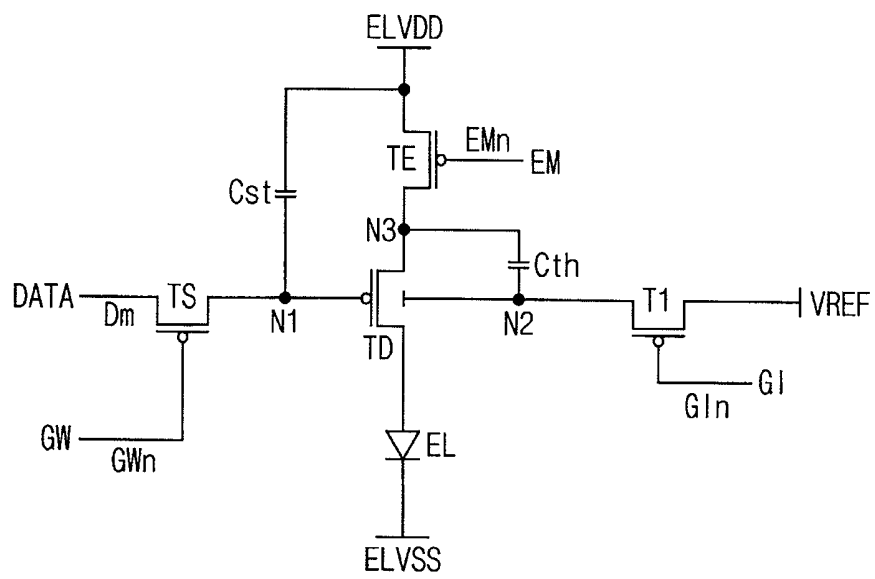 ELVDD
EMn
TE
EM
Cst
N3
Cth
DATA
TS
T1
Dm
N1
N2
VREF
TD
GI
GIn
GW
GWn
EL
ELVSS